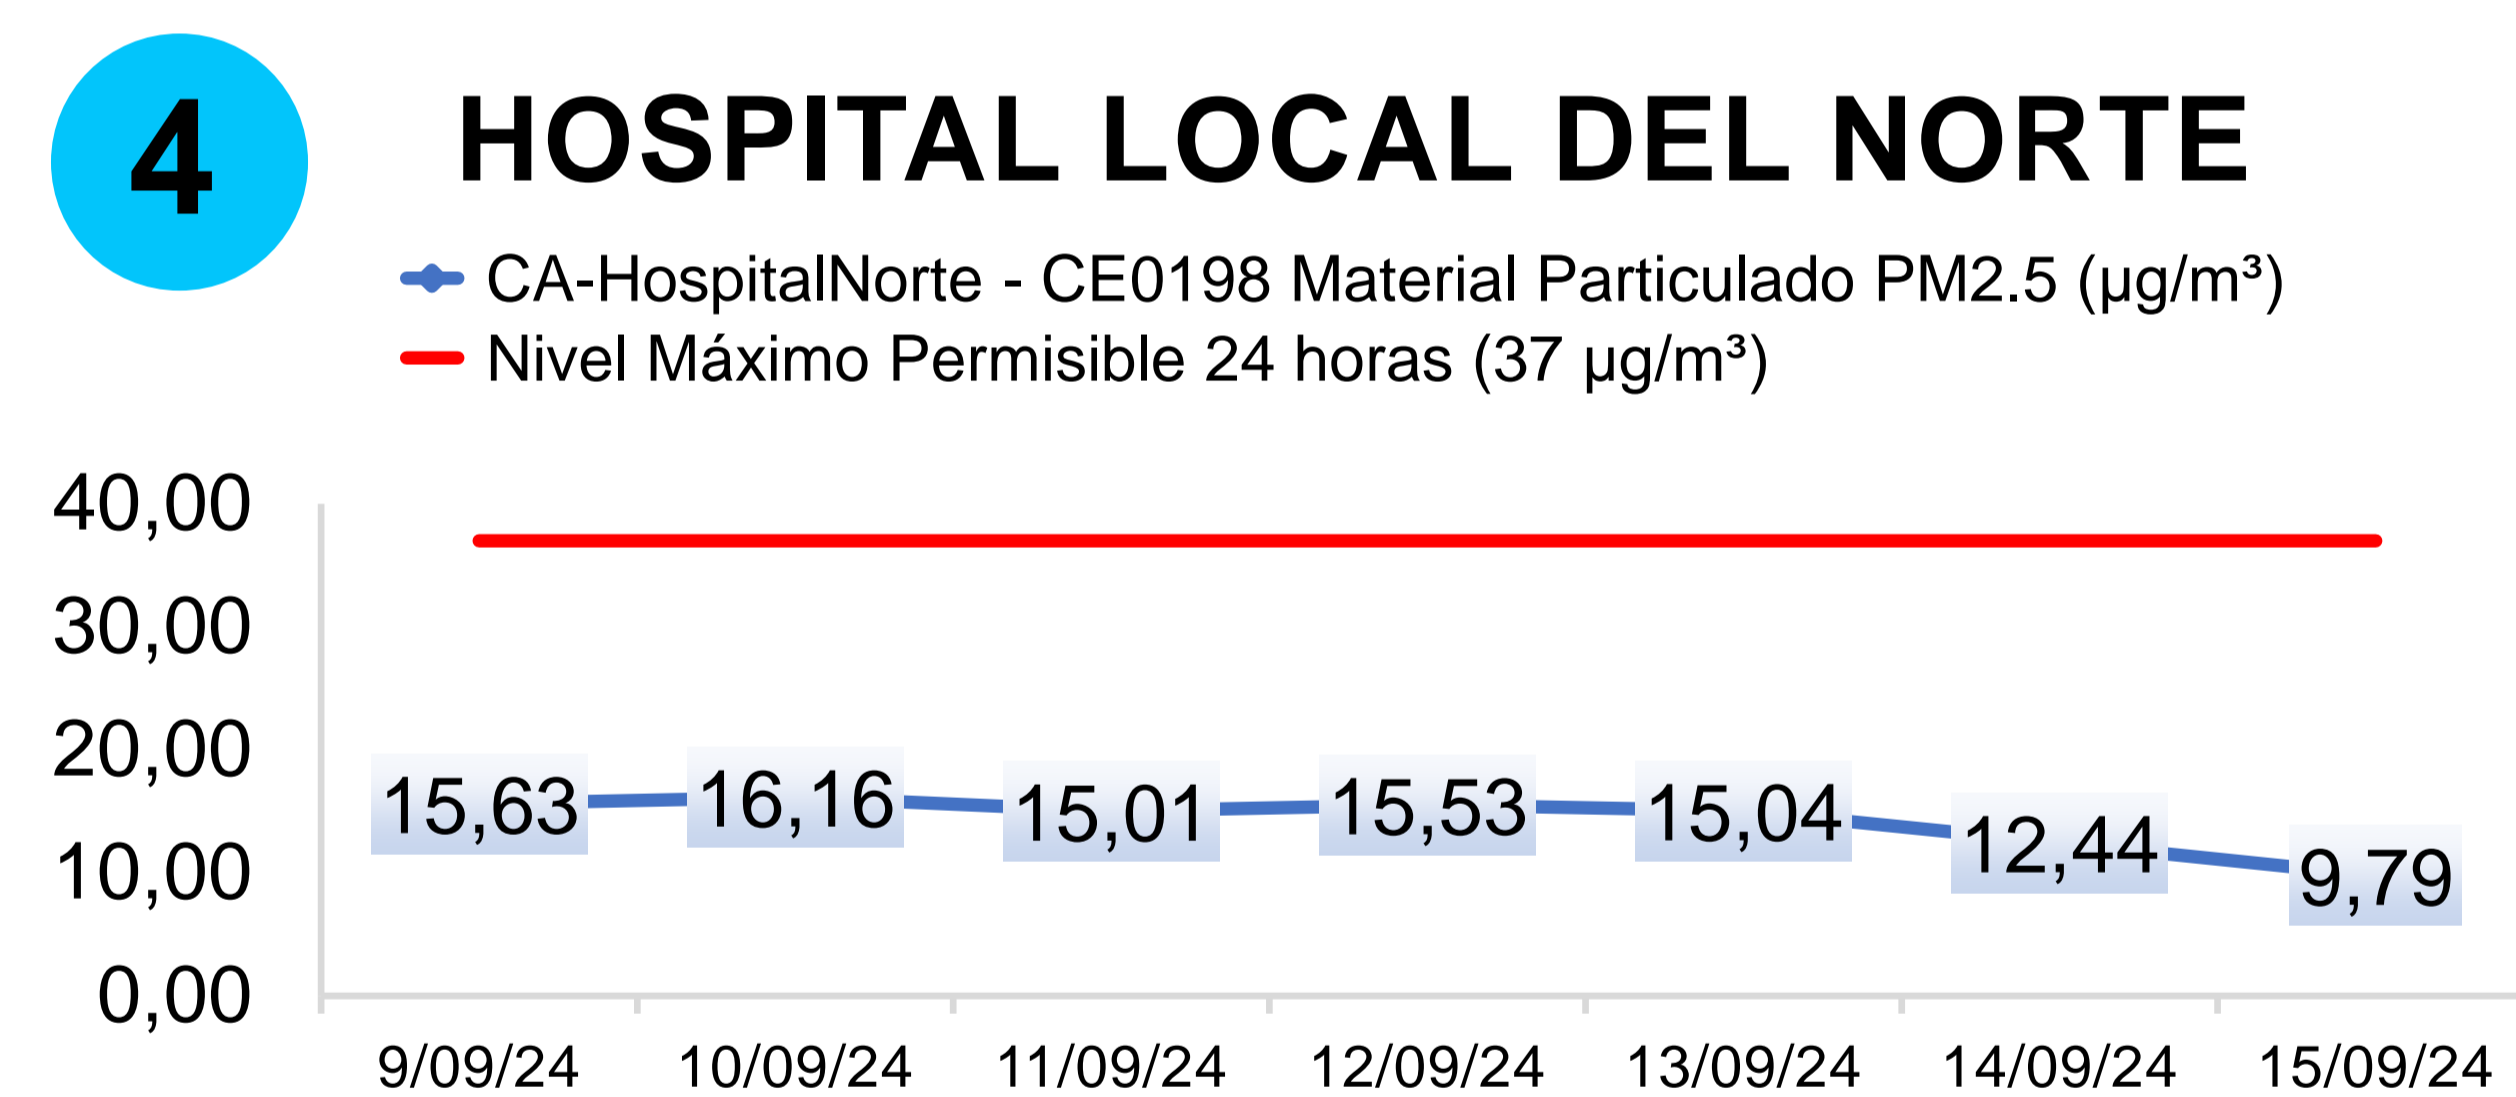 4
HOSPITAL LOCAL DEL NORTE
CA-HospitalNorte - CE0198 Material Particulado PM2.5 (µg/m³)
Nivel Máximo Permisible 24 horas (37 µg/m³)
40,00
30,00
20,00
10,00
0,00
15,63 16,16 15,01 15,53 15,04 12,44 9,79
9/09/24 10/09/24 11/09/24 12/09/24 13/09/24 14/09/24 15/09/24